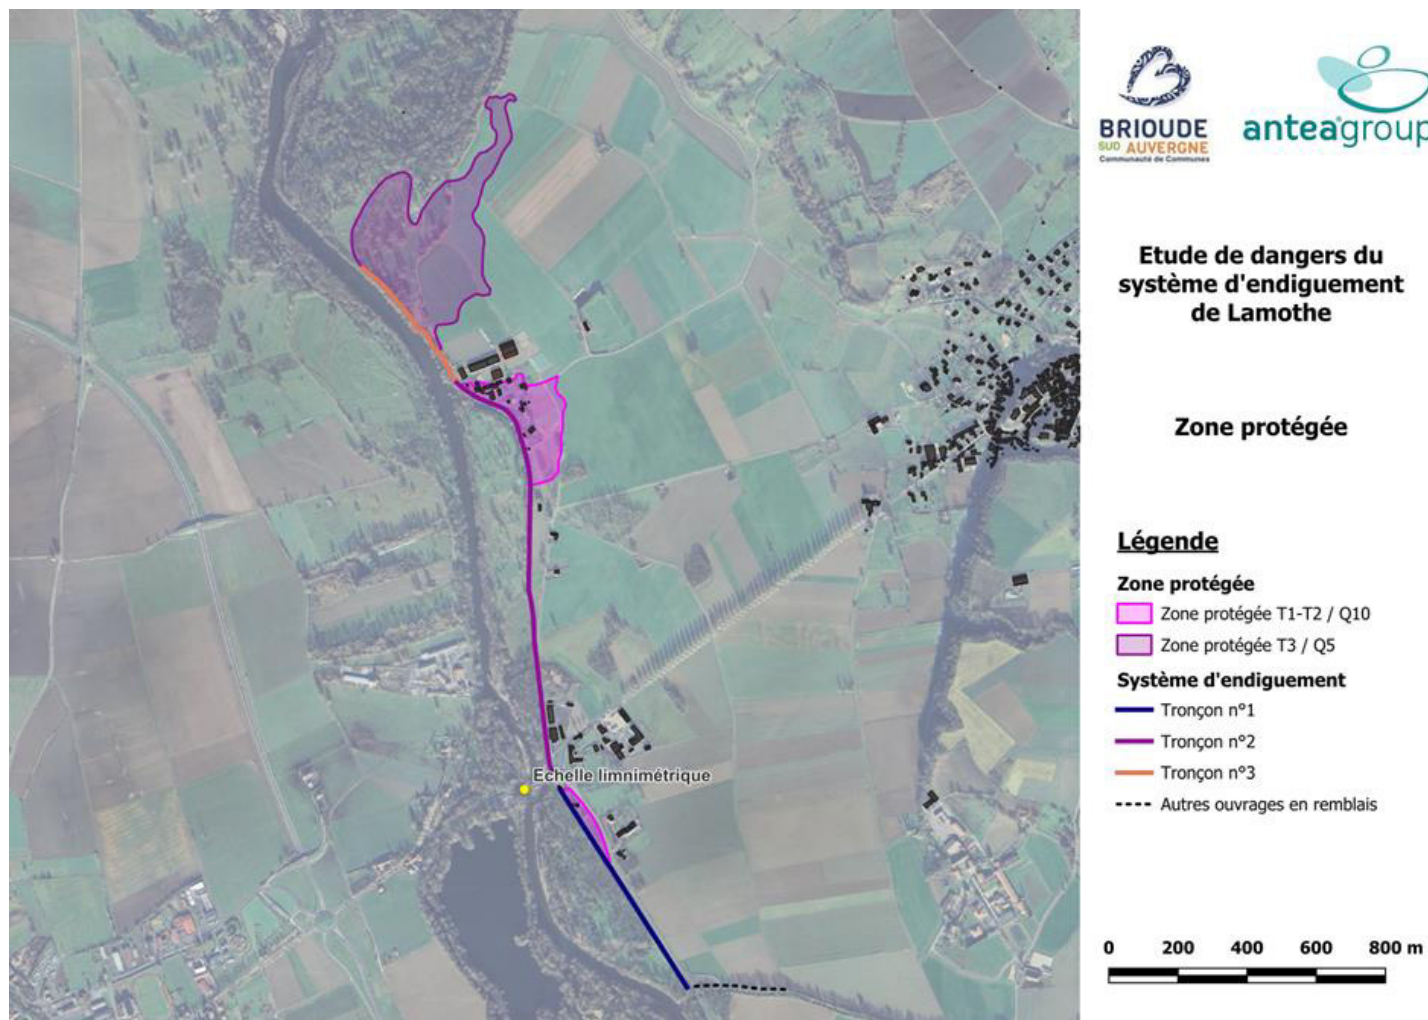 BRIOUDE
SUD AUVERGNE
Communauté de Communes
anteagroup
Etude de dangers du
système d'endiguement
de Lamothe
Zone protégée
Légende
Zone protégée
Zone protégée T1-T2 / Q10
Zone protégée T3 / Q5
Système d'endiguement
Tronçon n°1
Tronçon n°2
Tronçon n°3
Autres ouvrages en remblais
Echelle limnimétrique
0 200 400 600 800 m